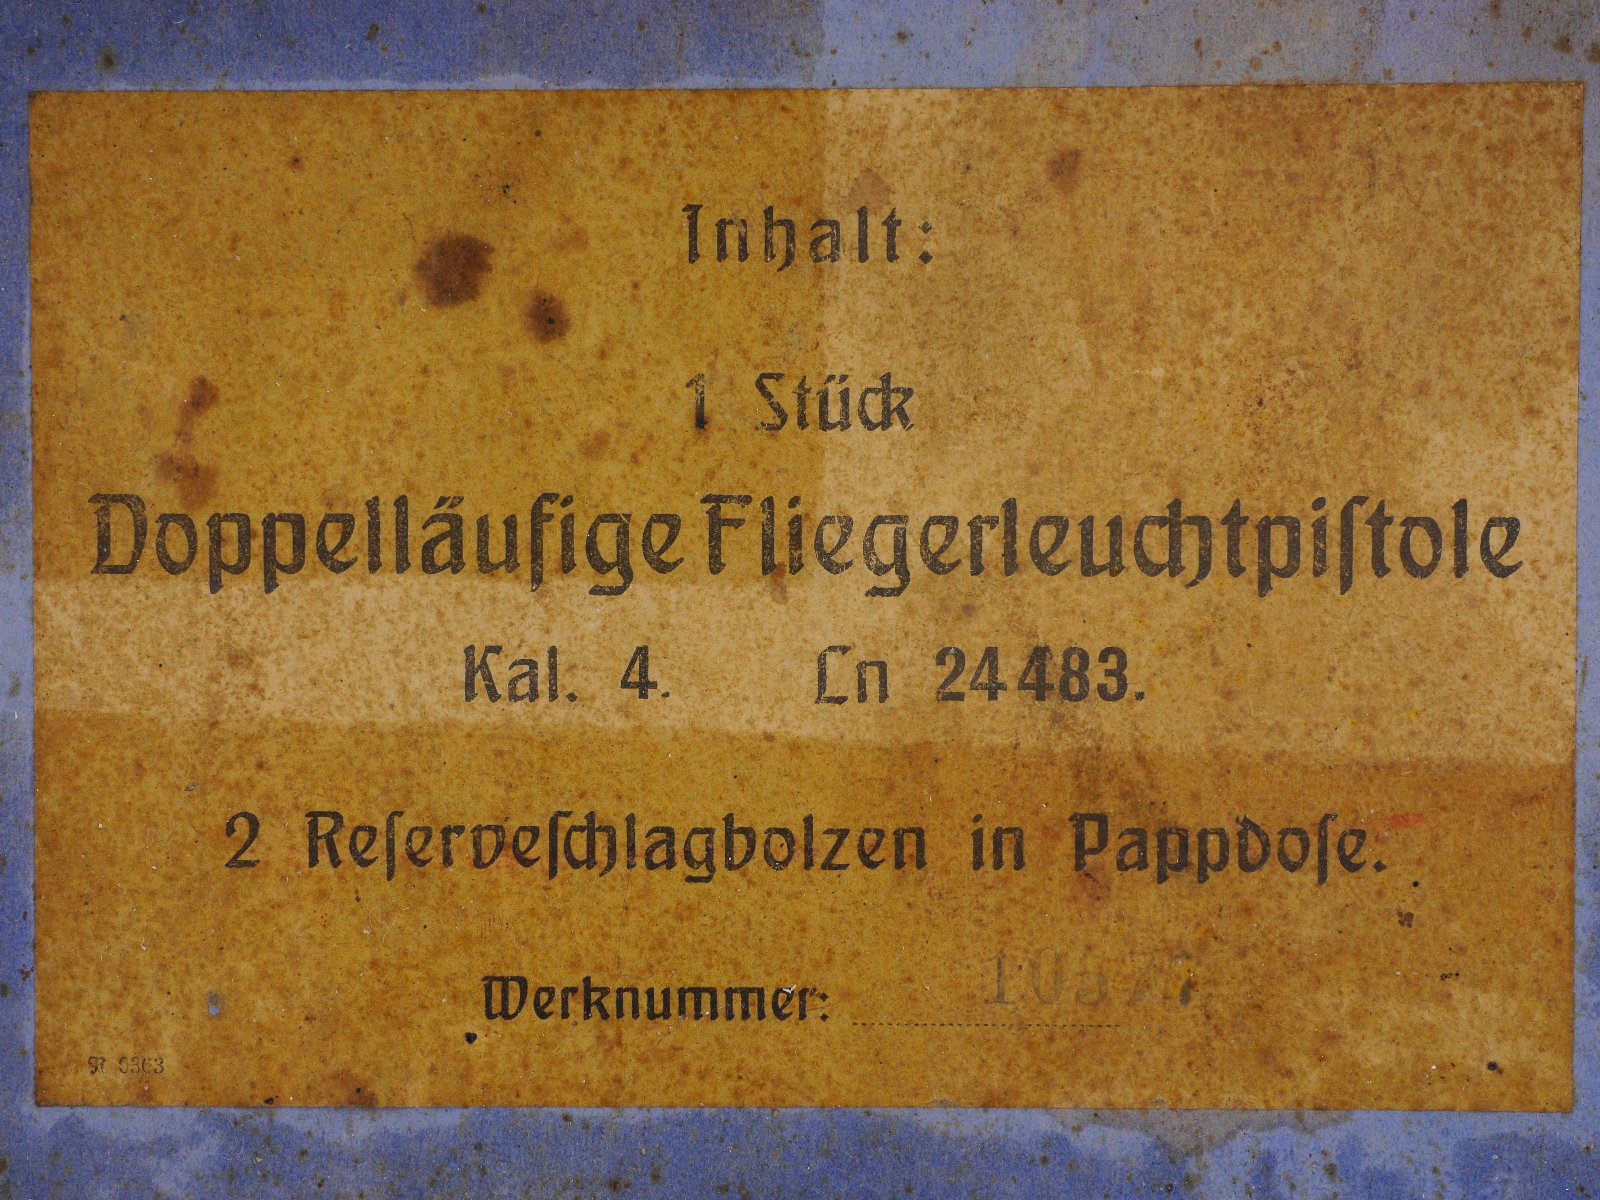 Inhalt:
1 Stück
Doppelläufige Fliegerleuchtpiſtole
Kal. 4. Ln 24483.
2 Reſerveſchlagbolzen in Pappdoſe.
Werknummer: